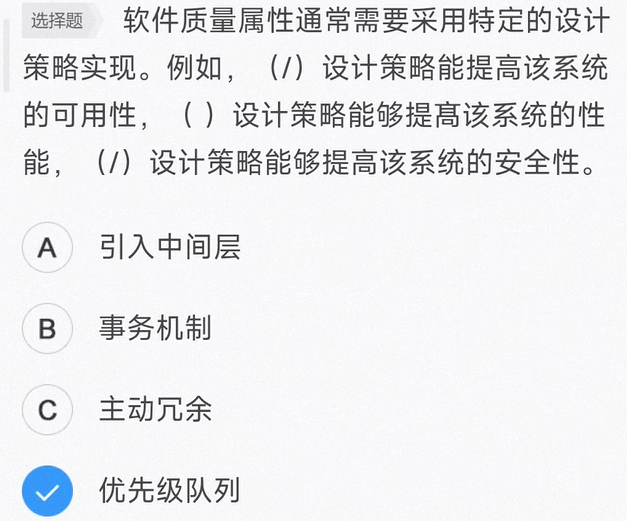 选择题 软件质量属性通常需要采用特定的设计
策略实现。例如，（/）设计策略能提高该系统
的可用性，（ ）设计策略能够提髙该系统的性
能，（/）设计策略能够提高该系统的安全性。
A 引入中间层
B 事务机制
C 主动冗余
优先级队列